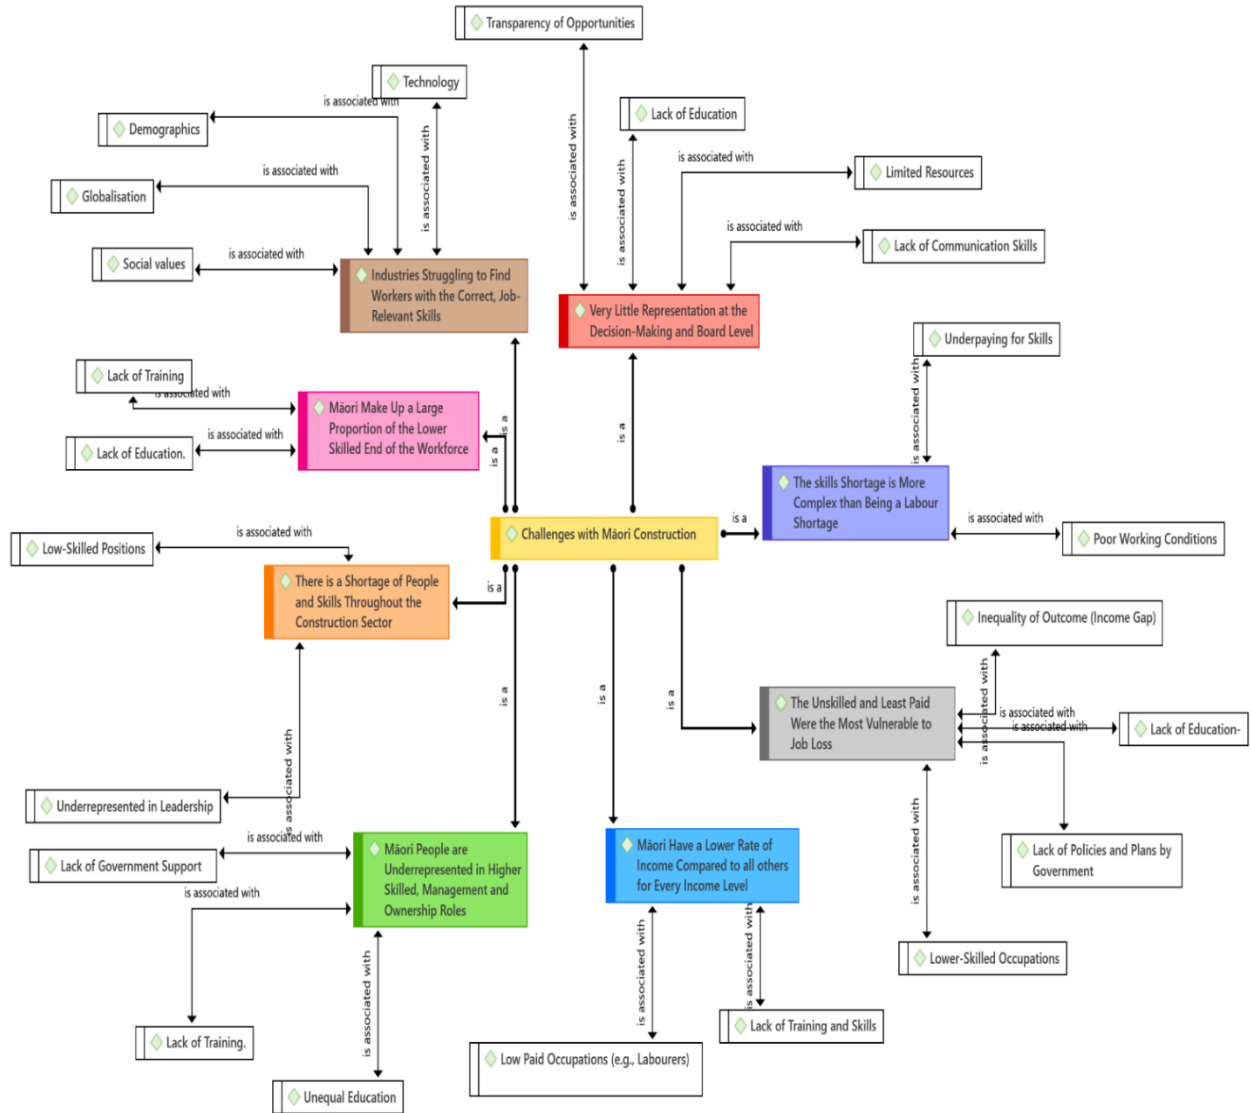 Transparency of Opportunities
Technology
is associated with
Lack of Education
Demographics
is associated with
is associated with
is associated with
is associated with
is associated with
Limited Resources
Globalisation
is associated with
Lack of Communication Skills
Social values
is associated with
Industries Struggling to Find
Workers with the Correct, Job-
Relevant Skills
Very Little Representation at the
Decision-Making and Board Level
Underpaying for Skills
is associated with
Lack of Training
is associated with
Māori Make Up a Large
Proportion of the Lower
Skilled End of the Workforce
is a
is a
is a
Lack of Education.
is associated with
The skills Shortage is More
Complex than Being a Labour
Shortage
Challenges with Māori Construction
is a
is associated with
Poor Working Conditions
Low-Skilled Positions
is associated with
There is a Shortage of People
and Skills Throughout the
Construction Sector
is a
Inequality of Outcome (Income Gap)
is associated with
is a
is a
is a
The Unskilled and Least Paid
Were the Most Vulnerable to
Job Loss
is associated with
is associated with
Lack of Education-
is associated with
Underrepresented in Leadership
is associated with
Lack of Government Support
Māori People are
Underrepresented in Higher
Skilled, Management and
Ownership Roles
Māori Have a Lower Rate of
Income Compared to all others
for Every Income Level
Lack of Policies and Plans by
Government
is associated with
is associated with
is associated with
is associated with
is associated with
Lower-Skilled Occupations
Lack of Training.
Lack of Training and Skills
Low Paid Occupations (e.g., Labourers)
Unequal Education